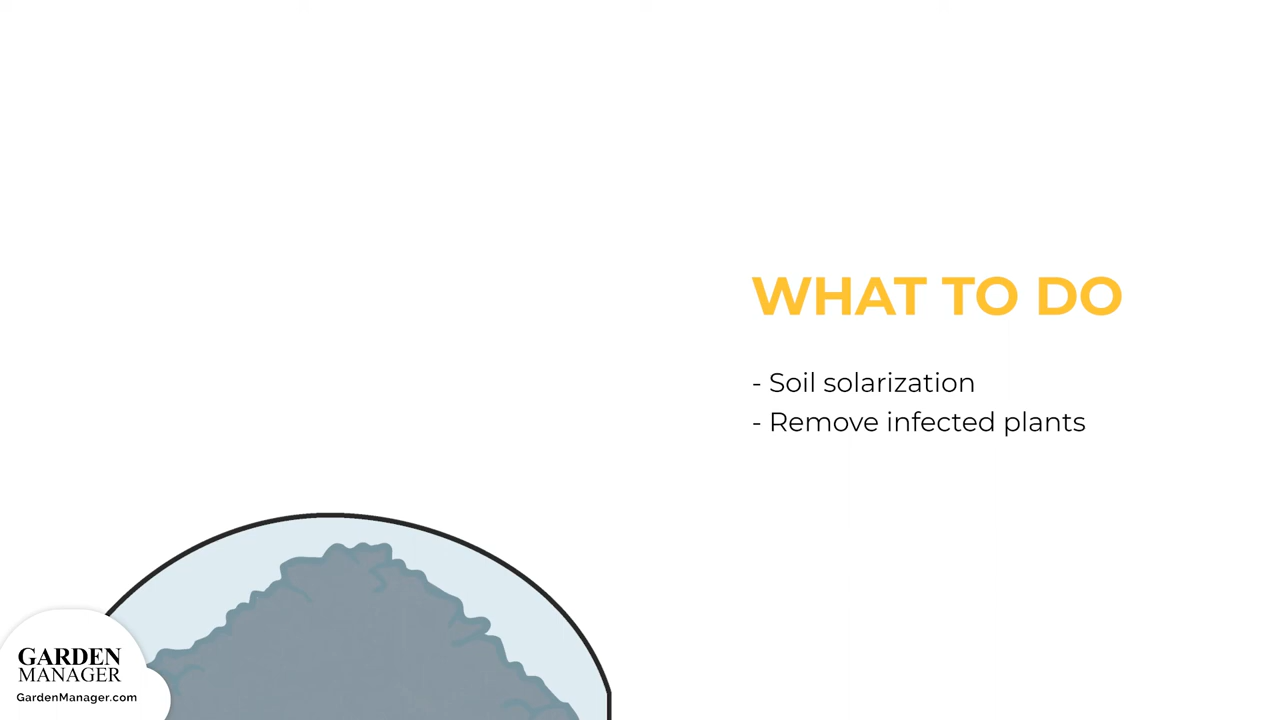 WHAT TO DO
- Soil solarization
- Remove infected plants
GARDEN
MANAGER
GardenManager.com